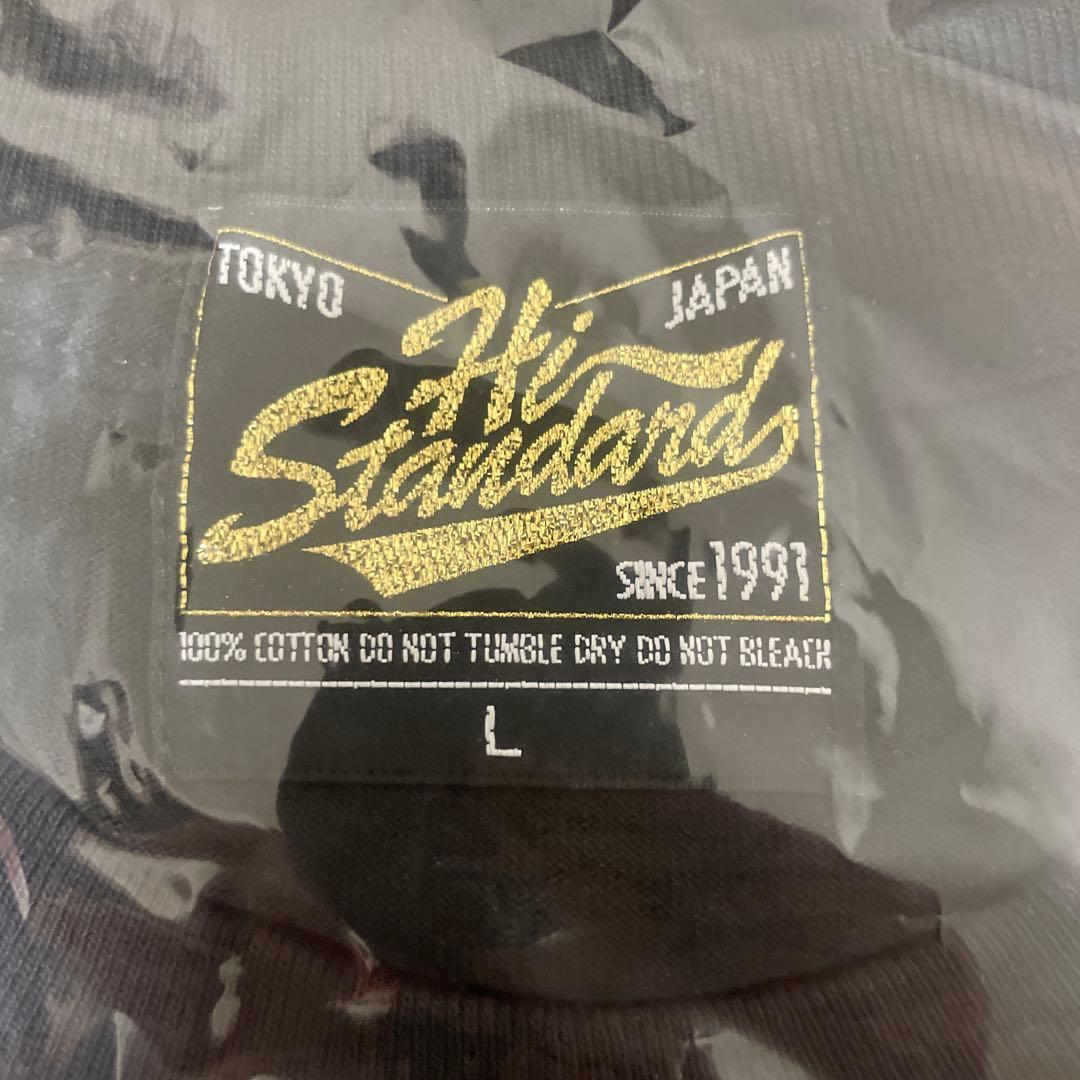 TOKYO JAPAN
Hi
Standard
SINCE 1991
100% COTTON DO NOT TUMBLE DRY DO NOT BLEACH
L